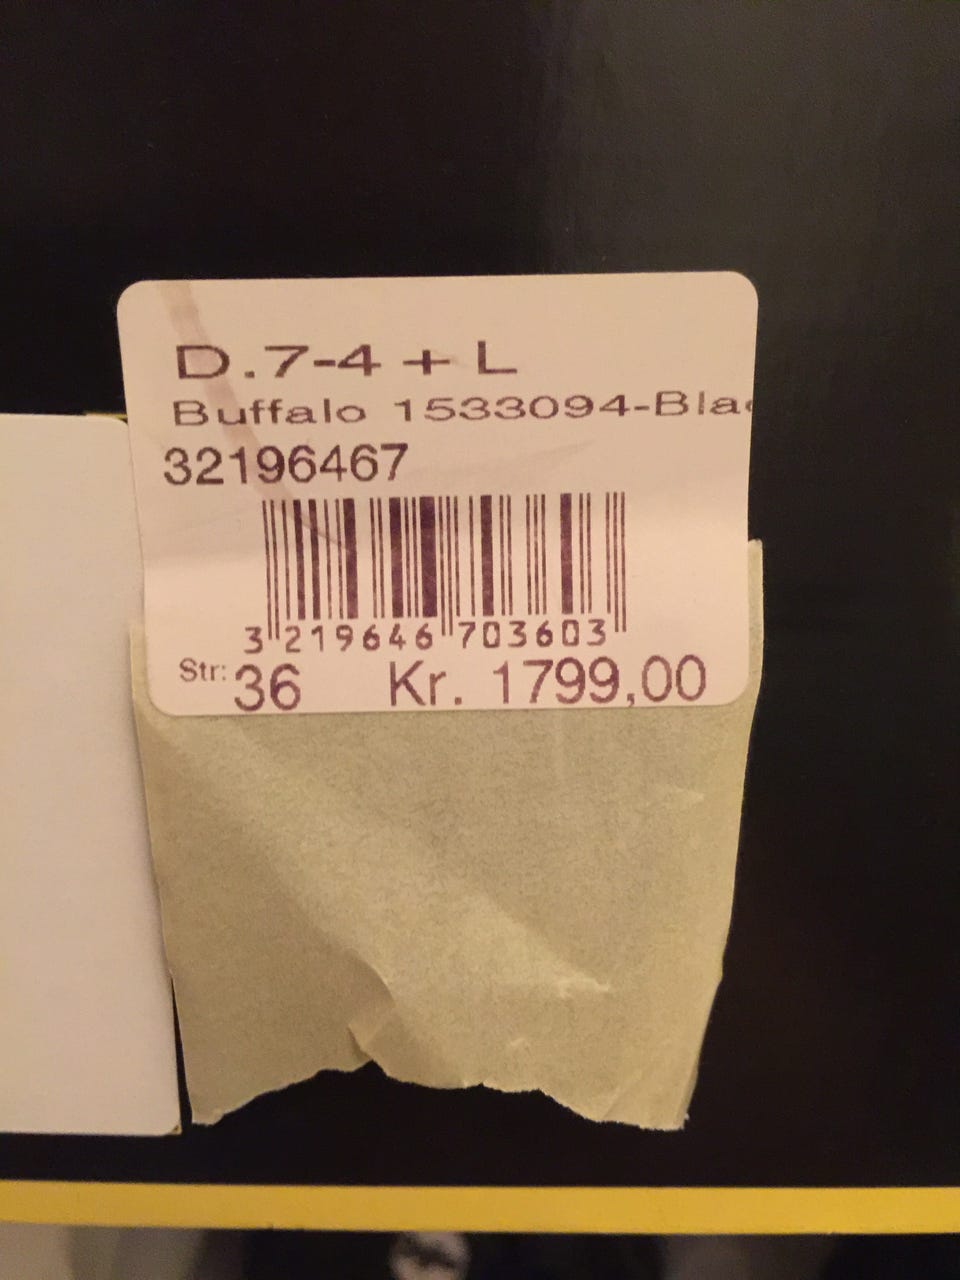 D.7-4 + L
Buffalo 1533094-Bla
32196467
3 219646 703603
Str: 36 Kr. 1799,00